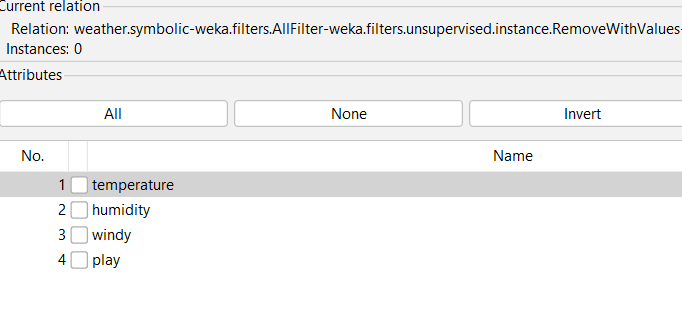 Current relation
Relation: weather.symbolic-weka.filters.AllFilter-weka.filters.unsupervised.instance.RemoveWithValues-
Instances: 0
Attributes
All None Invert
No. Name
1 temperature
2 humidity
3 windy
4 play